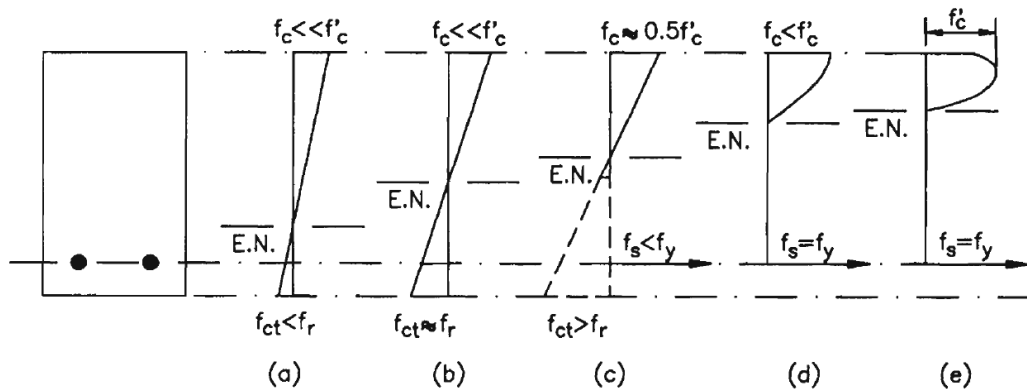 f_c<<f'_c
f_c<<f'_c
f_c≈0.5f'_c
f_c<f'_c
f'_c
E.N.
E.N.
E.N.
E.N.
E.N.
f_s<f_y
f_s=f_y
f_s=f_y
f_ct<f_r
f_ct≈f_r
f_ct>f_r
(a)
(b)
(c)
(d)
(e)